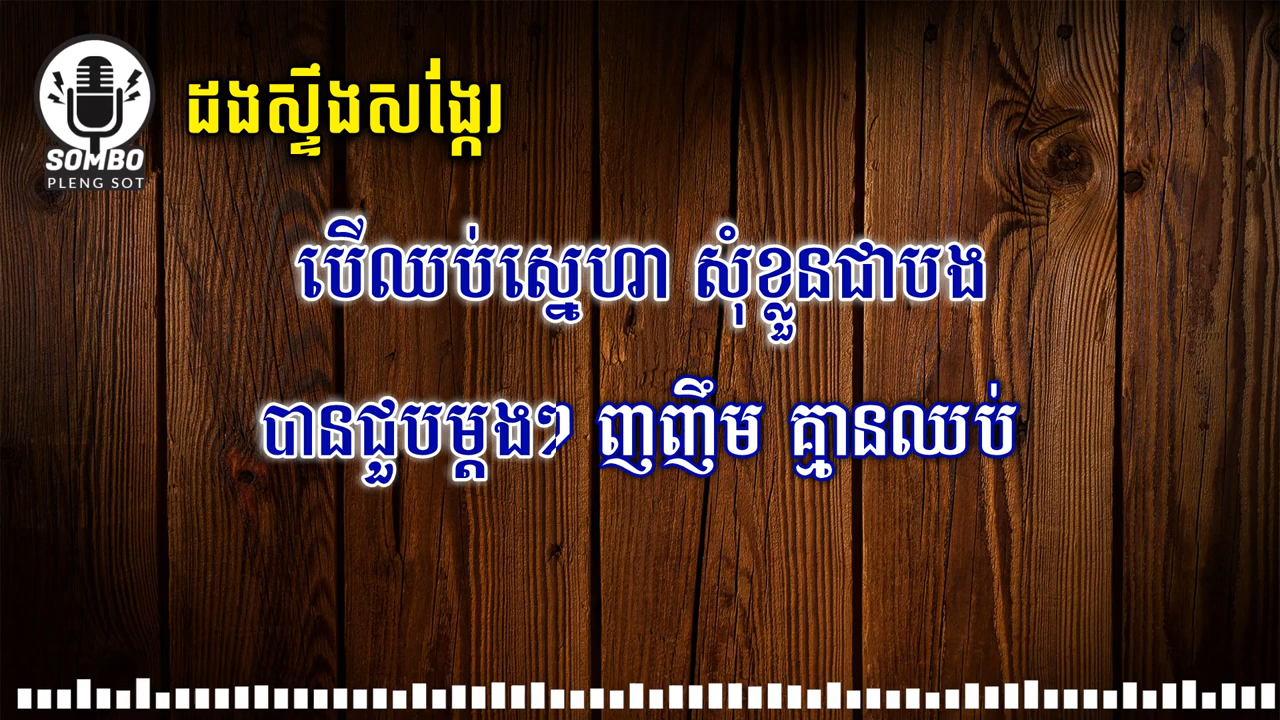 SOMBO
PLENG SOT
ដងស្ទឹងសង្កែរ
បើឈប់ស្នេហា សុំខ្លួនជាបង
បានជួបម្ដងៗ ញញឹម គ្មានឈប់